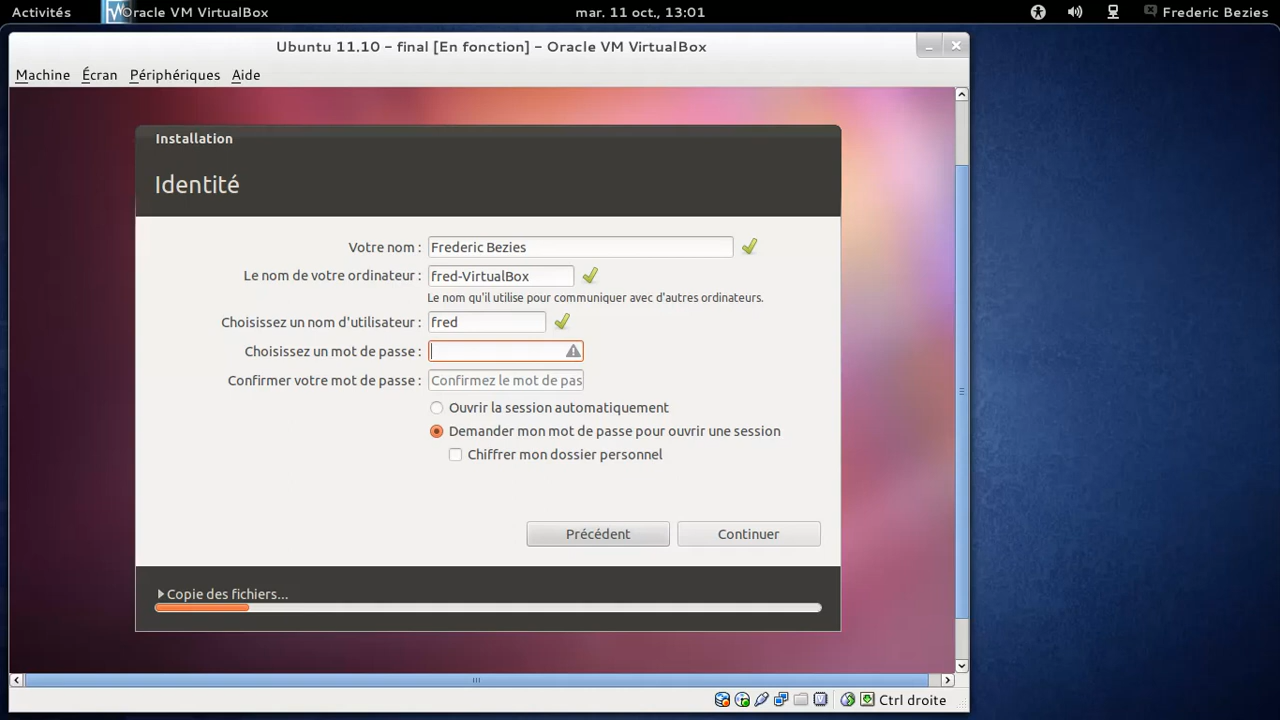 Activités Oracle VM VirtualBox mar. 11 oct., 13:01 Frederic Bezies
Ubuntu 11.10 - final [En fonction] - Oracle VM VirtualBox
Machine Écran Périphériques Aide
Installation
Identité
Votre nom : Frederic Bezies
Le nom de votre ordinateur : fred-VirtualBox
Le nom qu'il utilise pour communiquer avec d'autres ordinateurs.
Choisissez un nom d'utilisateur : fred
Choisissez un mot de passe :
Confirmer votre mot de passe : Confirmez le mot de pas
Ouvrir la session automatiquement
Demander mon mot de passe pour ouvrir une session
Chiffrer mon dossier personnel
Précédent Continuer
Copie des fichiers...
Ctrl droite